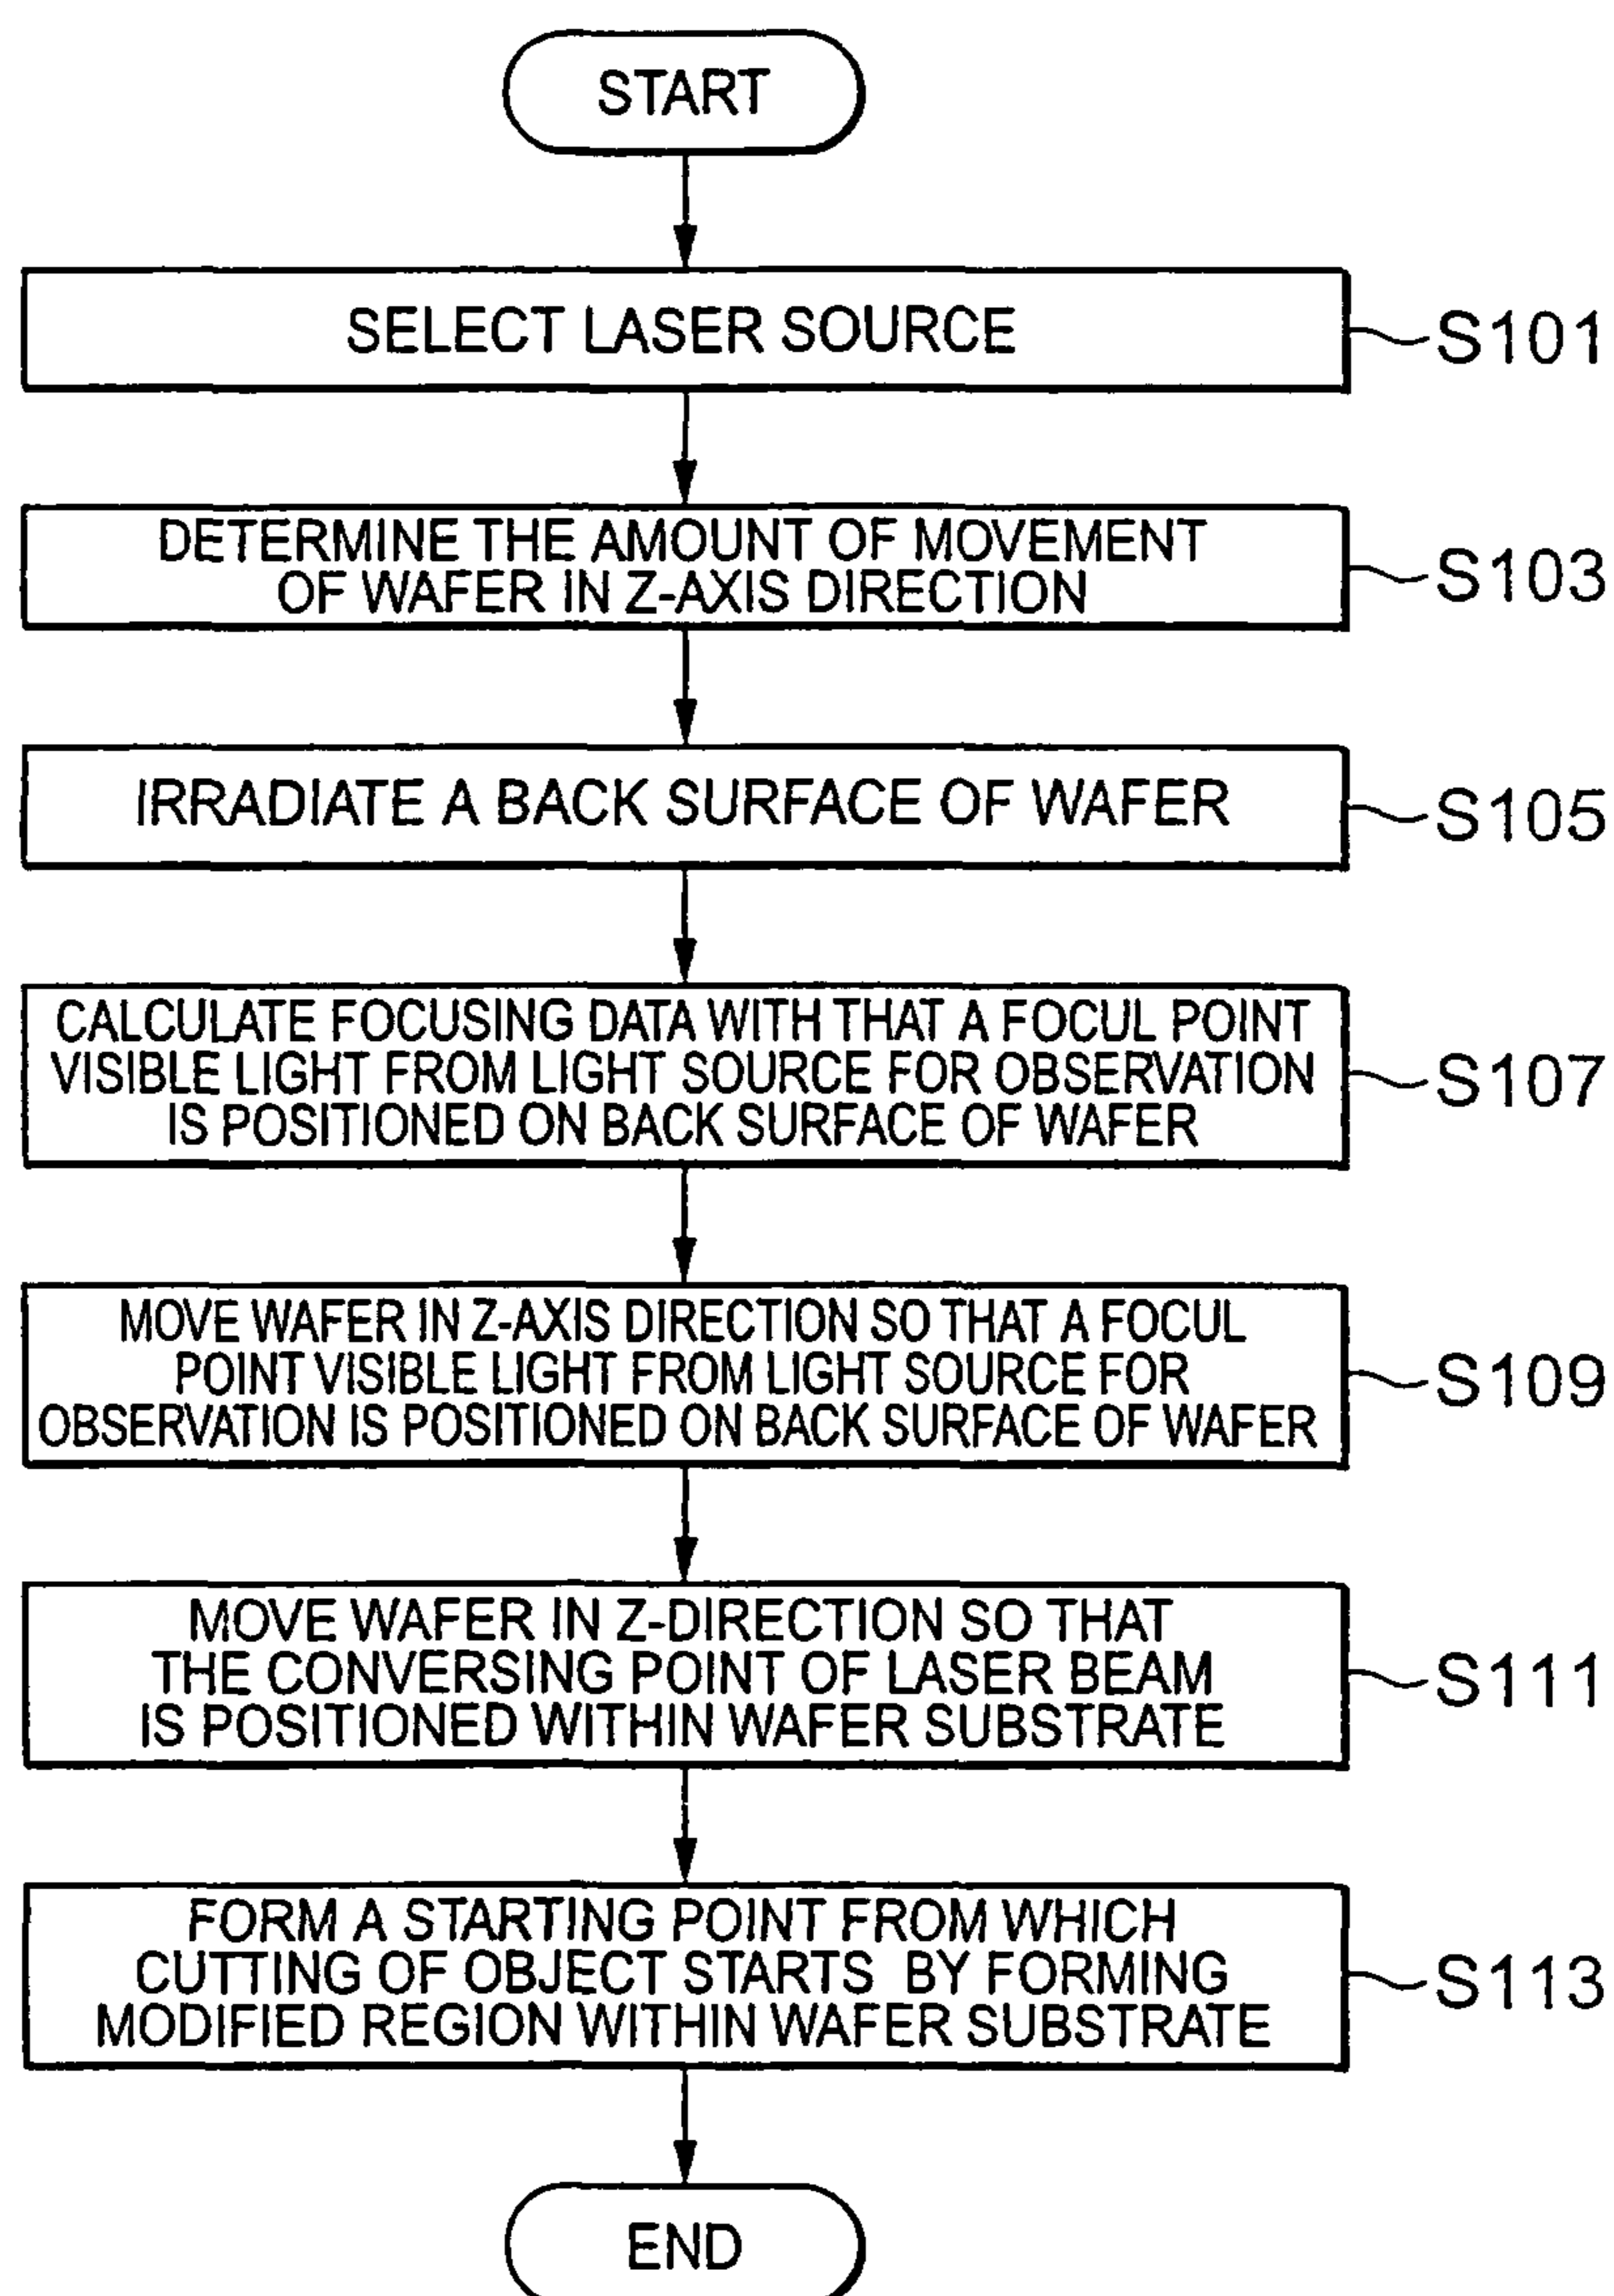 START
SELECT LASER SOURCE
S101
DETERMINE THE AMOUNT OF MOVEMENT
OF WAFER IN Z-AXIS DIRECTION
S103
IRRADIATE A BACK SURFACE OF WAFER
S105
CALCULATE FOCUSING DATA WITH THAT A FOCUL POINT
VISIBLE LIGHT FROM LIGHT SOURCE FOR OBSERVATION
IS POSITIONED ON BACK SURFACE OF WAFER
S107
MOVE WAFER IN Z-AXIS DIRECTION SO THAT A FOCUL
POINT VISIBLE LIGHT FROM LIGHT SOURCE FOR
OBSERVATION IS POSITIONED ON BACK SURFACE OF WAFER
S109
MOVE WAFER IN Z-DIRECTION SO THAT
THE CONVERSING POINT OF LASER BEAM
IS POSITIONED WITHIN WAFER SUBSTRATE
S111
FORM A STARTING POINT FROM WHICH
CUTTING OF OBJECT STARTS BY FORMING
MODIFIED REGION WITHIN WAFER SUBSTRATE
S113
END